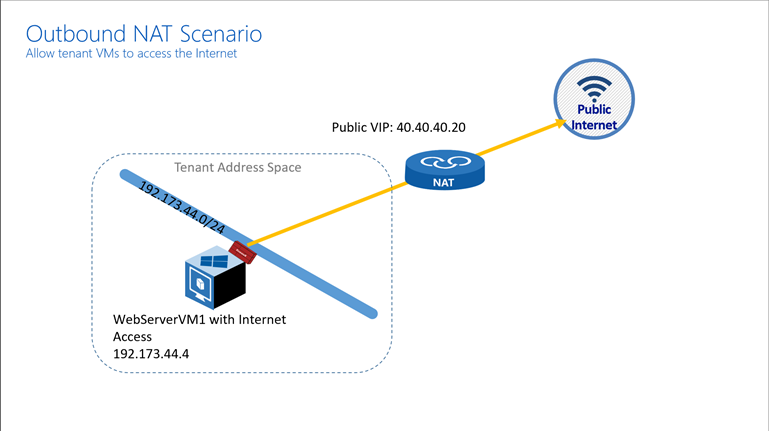 Outbound NAT Scenario
Allow tenant VMs to access the Internet
Public
Internet
Public VIP: 40.40.40.20
NAT
Tenant Address Space
192.173.44.0/24
WebServerVM1 with Internet
Access
192.173.44.4